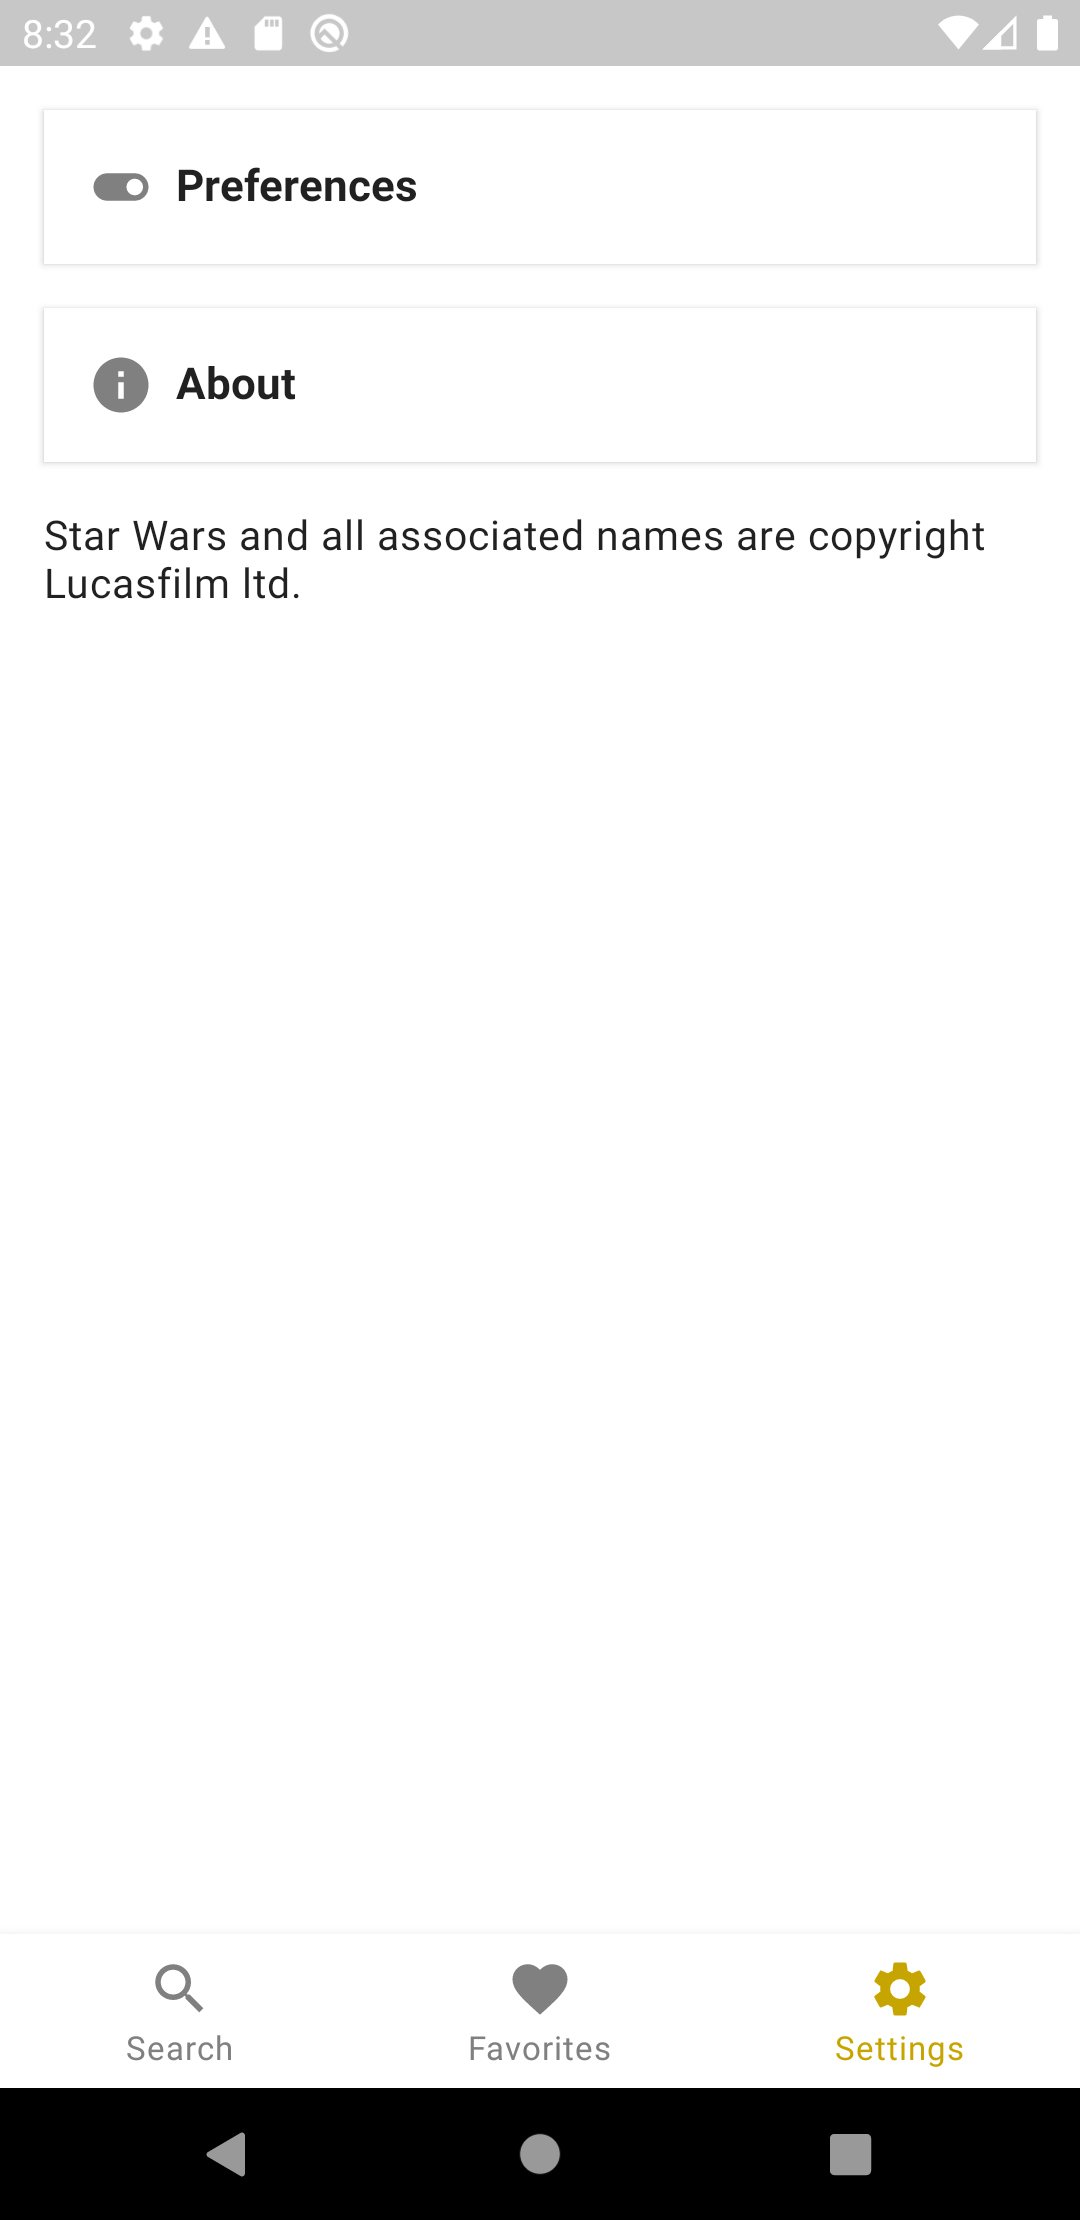 8:32
Preferences
About
Star Wars and all associated names are copyright
Lucasfilm ltd.
Search
Favorites
Settings